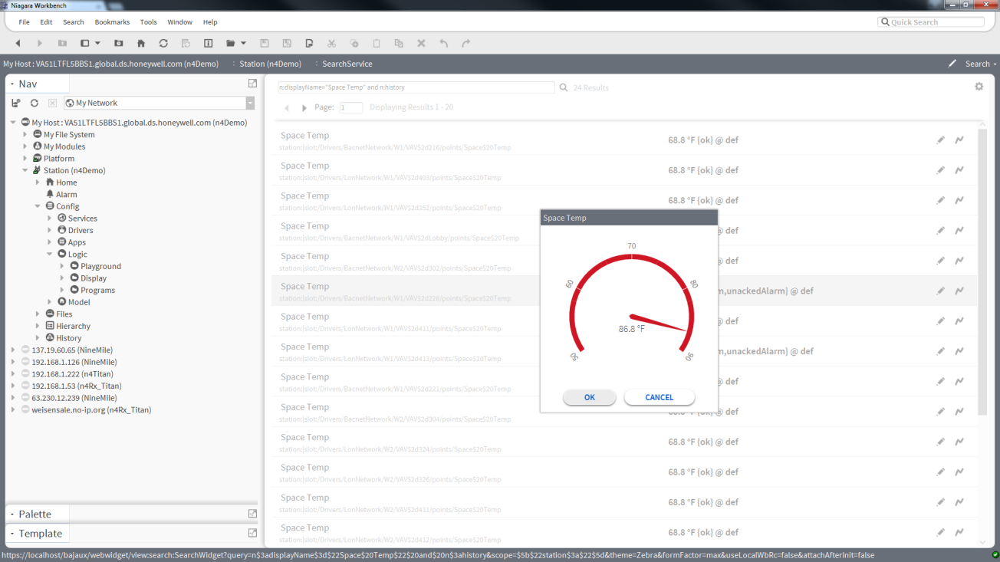 Niagara Workbench
File Edit Search Bookmarks Tools Window Help
Quick Search
My Host : VA51LTFL5BBS1.global.ds.honeywell.com (n4Demo) : Station (n4Demo) : SearchService
Search
Nav
My Network
My Host : VA51LTFL5BBS1.global.ds.honeywell.com (n4Demo)
My File System
My Modules
Platform
Station (n4Demo)
Home
Alarm
Config
Services
Drivers
Apps
Logic
Playground
Display
Programs
Model
Files
Hierarchy
History
137.19.60.65 (NineMile)
192.168.1.126 (NineMile)
192.168.1.222 (n4Titan)
192.168.1.53 (n4Rx_Titan)
63.230.12.239 (NineMile)
weisensale.no-ip.org (n4Rx_Titan)
Palette
Template
n:displayName="Space Temp" and n:history
24 Results
Page: 1 Displaying Results 1 - 20
Space Temp
station:|slot:/Drivers/BacnetNetwork/W1/VAV$2d216/points/Space$20Temp
68.8 °F {ok} @ def
Space Temp
station:|slot:/Drivers/LonNetwork/W1/VAV$2d403/points/Space$20Temp
68.8 °F {ok} @ def
Space Temp
station:|slot:/Drivers/LonNetwork/W1/VAV$2d352/points/Space$20Temp
68.8 °F {ok} @ def
Space Temp
station:|slot:/Drivers/BacnetNetwork/W1/VAV$2dLobby/points/Space$20Temp
@ def
Space Temp
station:|slot:/Drivers/BacnetNetwork/W2/VAV$2d302/points/Space$20Temp
@ def
Space Temp
station:|slot:/Drivers/BacnetNetwork/W2/VAV$2d228/points/Space$20Temp
m,unackedAlarm} @ def
Space Temp
station:|slot:/Drivers/LonNetwork/W2/VAV$2d411/points/Space$20Temp
@ def
Space Temp
station:|slot:/Drivers/LonNetwork/W1/VAV$2d413/points/Space$20Temp
m,unackedAlarm} @ def
Space Temp
station:|slot:/Drivers/BacnetNetwork/W2/VAV$2d221/points/Space$20Temp
@ def
Space Temp
station:|slot:/Drivers/BacnetNetwork/W2/VAV$2d304/points/Space$20Temp
68.8 °F {ok} @ def
Space Temp
station:|slot:/Drivers/LonNetwork/W2/VAV$2d324/points/Space$20Temp
68.8 °F {ok} @ def
Space Temp
station:|slot:/Drivers/LonNetwork/W2/VAV$2d326/points/Space$20Temp
68.8 °F {ok} @ def
Space Temp
station:|slot:/Drivers/LonNetwork/W2/VAV$2d411/points/Space$20Temp
68.8 °F {ok} @ def
Space Temp
station:|slot:/Drivers/LonNetwork/W2/VAV$2d412/points/Space$20Temp
68.8 °F {ok} @ def
Space Temp
50
60
70
80
90
86.8 °F
OK CANCEL
https://localhost/bajaux/webwidget/view:search:SearchWidget?query=n$3adisplayName$3d$22Space$20Temp$22$20and$20n$3ahistory&scope=$5b$22station$3a$22$5d&theme=Zebra&formFactor=max&useLocalWbRc=false&attachAfterInit=false